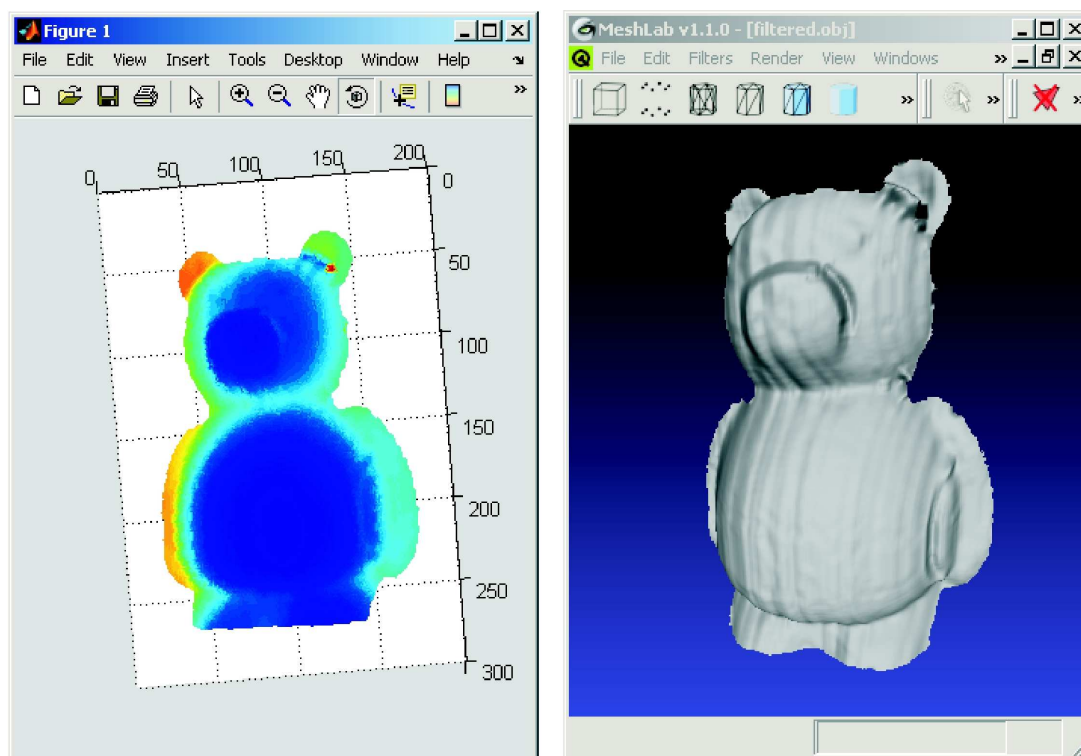 Figure 1
File Edit View Insert Tools Desktop Window Help
0 50 100 150 200
0
50
100
150
200
250
300
MeshLab v1.1.0 - [filtered.obj]
File Edit Filters Render View Windows